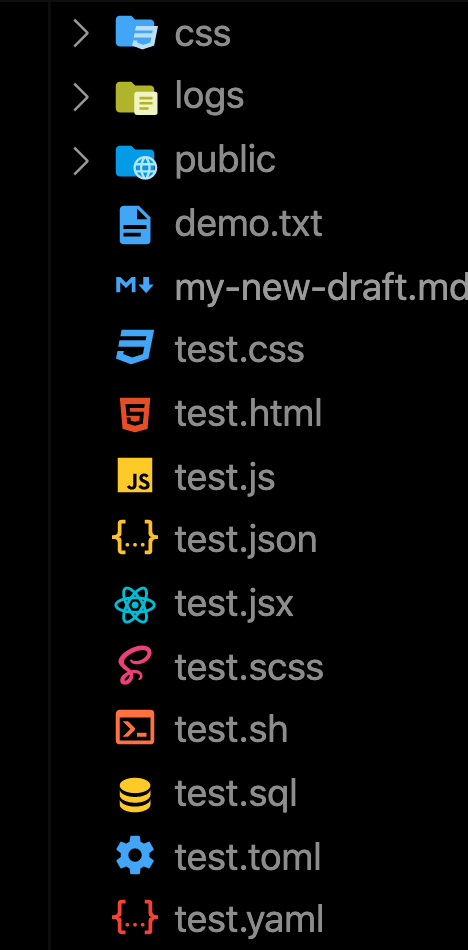 css
logs
public
demo.txt
my-new-draft.md
test.css
test.html
JS test.js
{...} test.json
test.jsx
test.scss
test.sh
test.sql
test.toml
{...} test.yaml